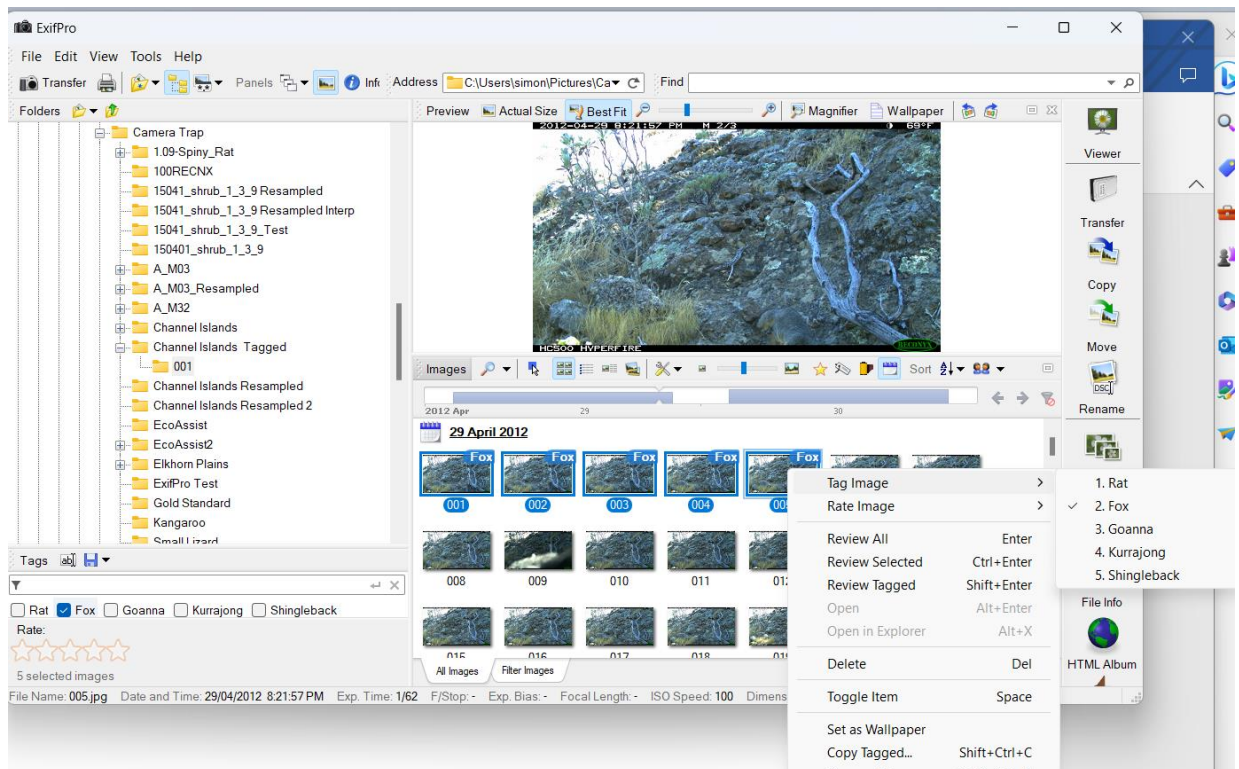 ExifPro
File Edit View Tools Help
Transfer Panels Info Address C:\Users\simon\Pictures\Ca Find
Folders
Camera Trap
1.09-Spiny_Rat
100RECNX
15041_shrub_1_3_9 Resampled
15041_shrub_1_3_9 Resampled Interp
15041_shrub_1_3_9_Test
150401_shrub_1_3_9
A_M03
A_M03_Resampled
A_M32
Channel Islands
Channel Islands Tagged
001
Channel Islands Resampled
Channel Islands Resampled 2
EcoAssist
EcoAssist2
Elkhorn Plains
ExifPro Test
Gold Standard
Kangaroo
Small Lizard
Tags
Rat Fox Goanna Kurrajong Shingleback
Rate:
5 selected images
Preview Actual Size Best Fit Magnifier Wallpaper
2012-04-29 8:21:57 PM M 2/3 69°F
HC500 HYPERFIRE RECONYX
Images Sort
2012 Apr 29 30
29 April 2012
Fox Fox Fox Fox Fox
001 002 003 004 005
008 009 010 011 012
015 016 017 018 019
All Images Filter Images
Viewer
Transfer
Copy
Move
DSC
Rename
File Info
HTML Album
Tag Image
Rate Image
Review All Enter
Review Selected Ctrl+Enter
Review Tagged Shift+Enter
Open Alt+Enter
Open in Explorer Alt+X
Delete Del
Toggle Item Space
Set as Wallpaper
Copy Tagged... Shift+Ctrl+C
1. Rat
2. Fox
3. Goanna
4. Kurrajong
5. Shingleback
File Name: 005.jpg Date and Time: 29/04/2012 8:21:57 PM Exp. Time: 1/62 F/Stop: - Exp. Bias: - Focal Length: - ISO Speed: 100 Dimens